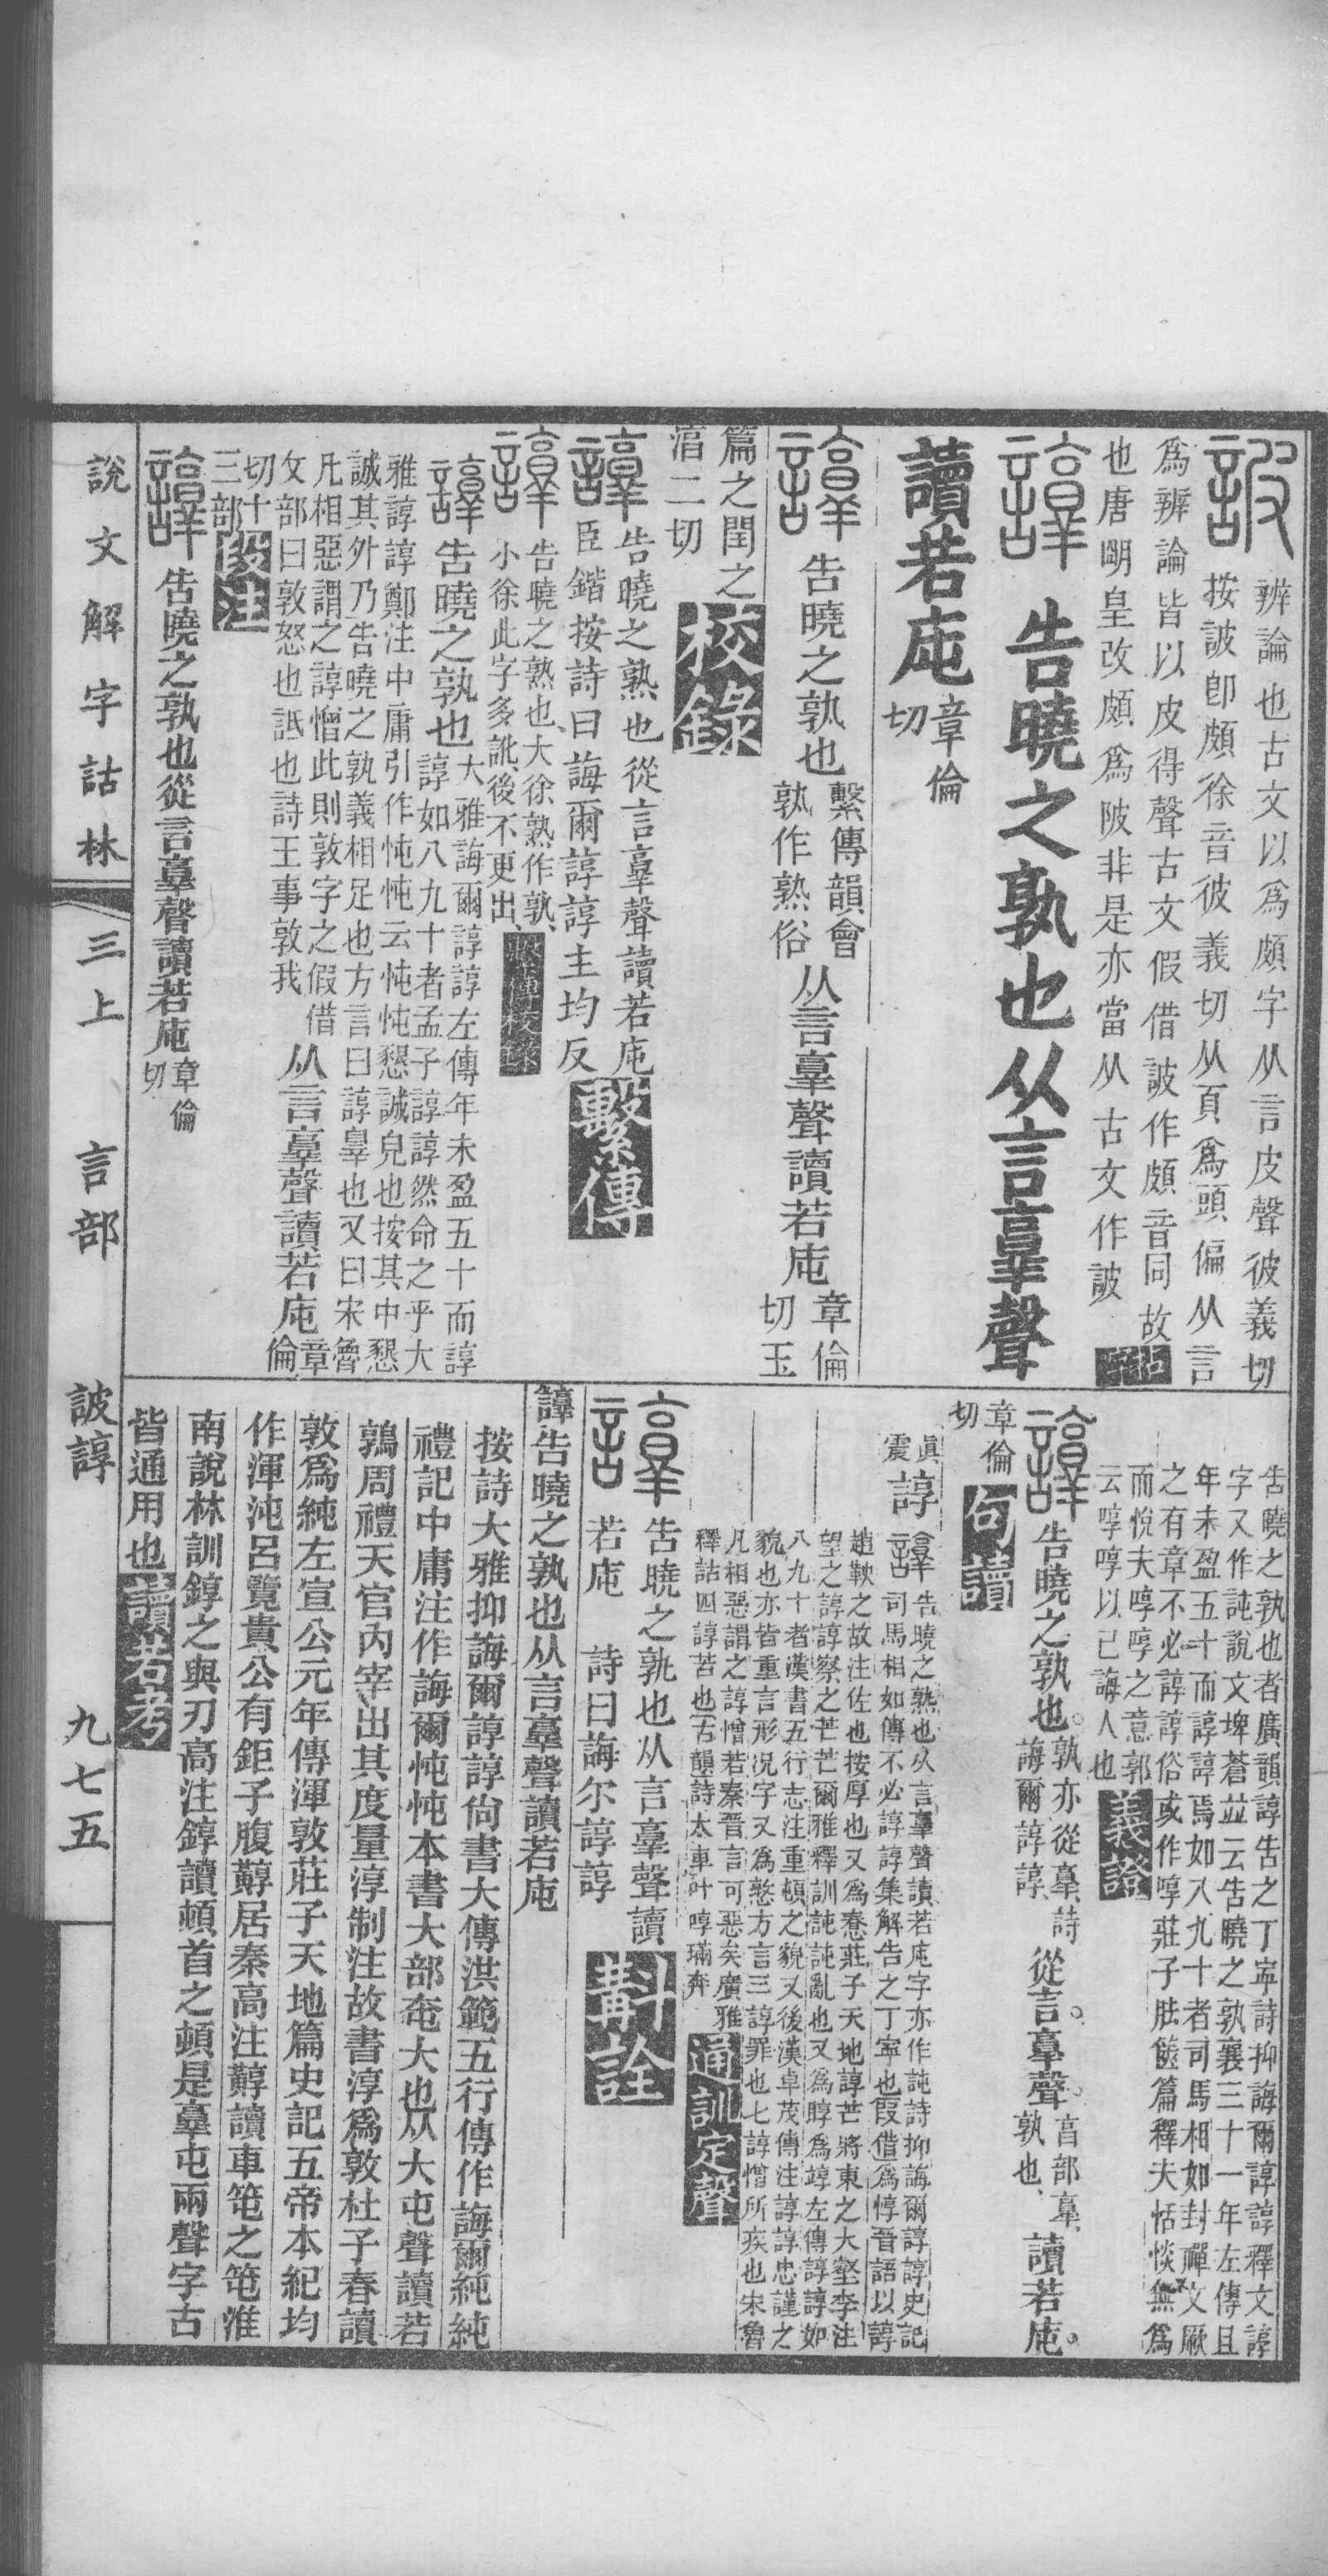 詖
辨論也古文以爲頗字从言皮聲彼義切
按詖卽頗徐音彼義切从頁爲頭偏从言
爲辨論皆以皮得聲古文假借詖作頗音同故
也唐明皇改頗爲陂非是亦當从古文作詖
諄 告曉之孰也从言𦎫聲
讀若庉
章倫
切
諄 告曉之孰也
繫傳韻會
孰作熟俗
从言𦎫聲讀若庉
章倫
切玉
篇之閏之
湻二切
校錄
諄 告曉之熟也從言𦎫聲讀若庉
臣鍇按詩曰誨爾諄諄主均反
繫傳
諄 告曉之熟也大徐熟作孰
小徐此字多訛後不更出
繫傳校錄
諄 告曉之孰也
大雅誨爾諄諄左傳年未盈五十而諄
諄如八九十者孟子諄諄然命之乎大
雅諄諄鄭注中庸引作忳忳云忳忳懇誠皃也按其中懇
誠其外乃告曉之孰義相足也方言曰諄辠也又曰宋魯
凡相惡謂之諄憎此則敦字之假借
攵部曰敦怒也詆也詩王事敦我
从言𦎫聲讀若庉
章
倫
切十
三部
段注
諄 告曉之孰也從言𦎫聲讀若庉
章倫
切
告曉之孰也者廣韻諄告之丁寧詩抑誨爾諄諄釋文諄
字又作訰說文埤蒼並云告曉之孰襄三十一年左傳且
年未盈五十而諄諄焉如八九十者司馬相如封禪文厥
之有章不必諄諄俗或作啍莊子胠篋篇釋夫恬惔無爲
而悅夫啍啍之意郭
云啍啍以己誨人也
義證
諄 告曉之孰也
孰亦從𦎫詩
誨爾諄諄
從言𦎫聲
㐭部𦎫
孰也
讀若庉
章倫
切
句讀
眞
震
諄 諄
告曉之熟也从言𦎫聲讀若庉字亦作訰詩抑誨爾諄諄史記
司馬相如傳不必諄諄集解告之丁寧也叚借爲惇晉語以諄
趙鞅之故注佐也按厚也又爲惷莊子天地諄芒將東之大壑李注
望之諄諄察之芒芒爾雅釋訓訰訰亂也又爲啍爲埻左傳諄諄如
八九十者漢書五行志注重頓之貌又後漢卓茂傳注諄諄忠謹之
貌也亦皆重言形況字又爲憝方言三諄罪也七諄憎所疾也宋魯
凡相惡謂之諄憎若秦晉言可惡矣廣雅
釋詁四諄苦也古韻詩大車叶啍璊奔
通訓定聲
諄 告曉之孰也从言𦎫聲讀
若庉 詩曰誨尔諄諄
斠詮
諄告曉之孰也从言𦎫聲讀若庉
按詩大雅抑誨爾諄諄尙書大傳洪範五行傳作誨爾純純
禮記中庸注作誨爾忳忳本書大部奄大也从大屯聲讀若
鶉周禮天官內宰出其度量淳制注故書淳爲敦杜子春讀
敦爲純左宣公元年傳渾敦莊子天地篇史記五帝本紀均
作渾沌呂覽貴公有鉅子腹䵍居秦高注䵍讀車笔之笔淮
南說林訓錞之與刃高注錞讀頓首之頓是𦎫屯兩聲字古
皆通用也
讀若考
說文解字詁林
三上 言部 詖諄 九七五